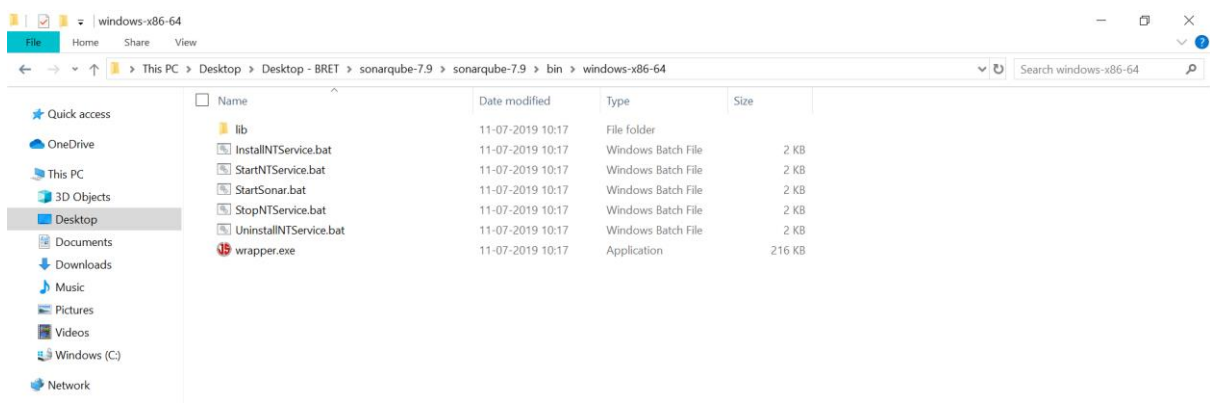 windows-x86-64
File Home Share View
This PC > Desktop > Desktop - BRET > sonarqube-7.9 > sonarqube-7.9 > bin > windows-x86-64 Search windows-x86-64
Name Date modified Type Size
Quick access
OneDrive
This PC
3D Objects
Desktop
Documents
Downloads
Music
Pictures
Videos
Windows (C:)
Network
lib 11-07-2019 10:17 File folder
InstallNTService.bat 11-07-2019 10:17 Windows Batch File 2 KB
StartNTService.bat 11-07-2019 10:17 Windows Batch File 2 KB
StartSonar.bat 11-07-2019 10:17 Windows Batch File 2 KB
StopNTService.bat 11-07-2019 10:17 Windows Batch File 2 KB
UninstallNTService.bat 11-07-2019 10:17 Windows Batch File 2 KB
wrapper.exe 11-07-2019 10:17 Application 216 KB